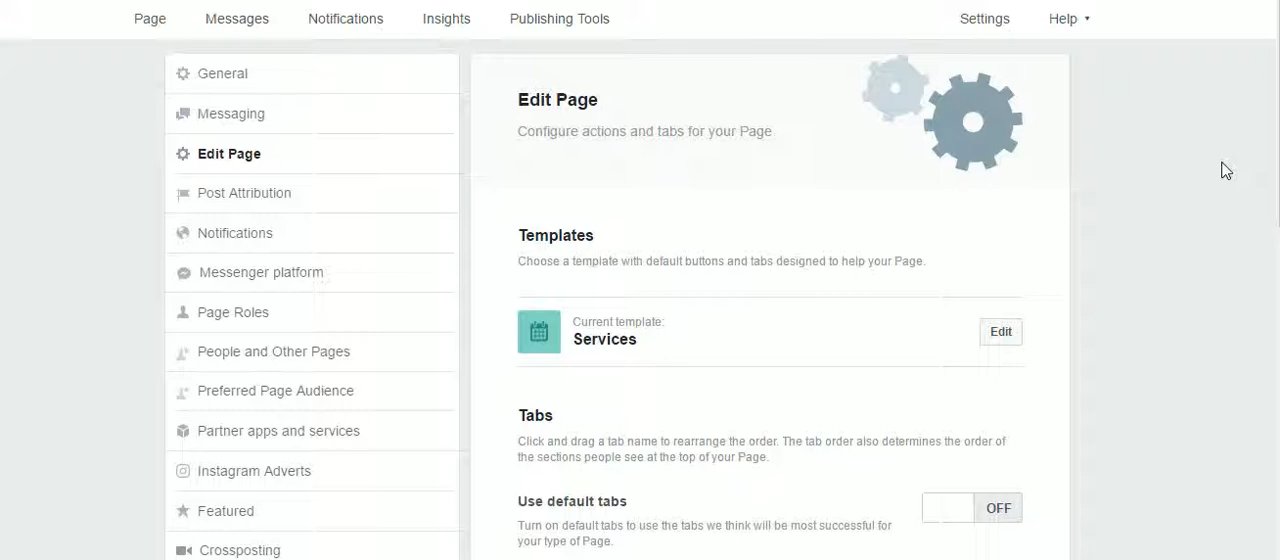 Page Messages Notifications Insights Publishing Tools Settings Help
General
Messaging
Edit Page
Post Attribution
Notifications
Messenger platform
Page Roles
People and Other Pages
Preferred Page Audience
Partner apps and services
Instagram Adverts
Featured
Crossposting
Edit Page
Configure actions and tabs for your Page
Templates
Choose a template with default buttons and tabs designed to help your Page.
Current template:
Services
Edit
Tabs
Click and drag a tab name to rearrange the order. The tab order also determines the order of
the sections people see at the top of your Page.
Use default tabs
OFF
Turn on default tabs to use the tabs we think will be most successful for
your type of Page.